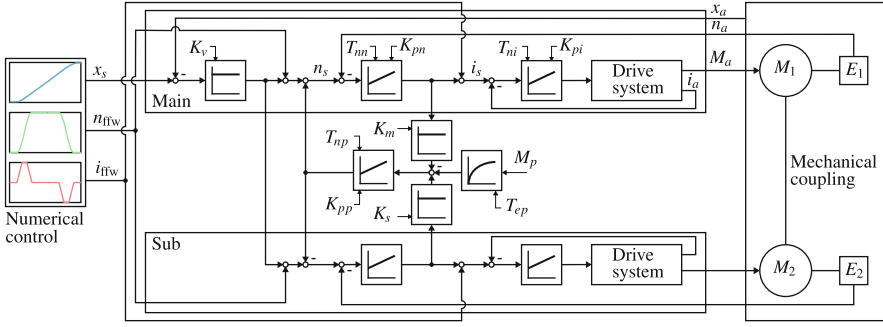 x_a
n_a
K_v
T_nn
K_pn
T_ni
K_pi
M_a
x_s
n_s
i_s
Drive
system
i_a
M_1
E_1
-
-
-
Main
n_ffw
i_ffw
K_m
T_np
M_p
-
K_pp
K_s
T_ep
Numerical
control
Mechanical
coupling
Sub
Drive
system
M_2
E_2
-
-
-